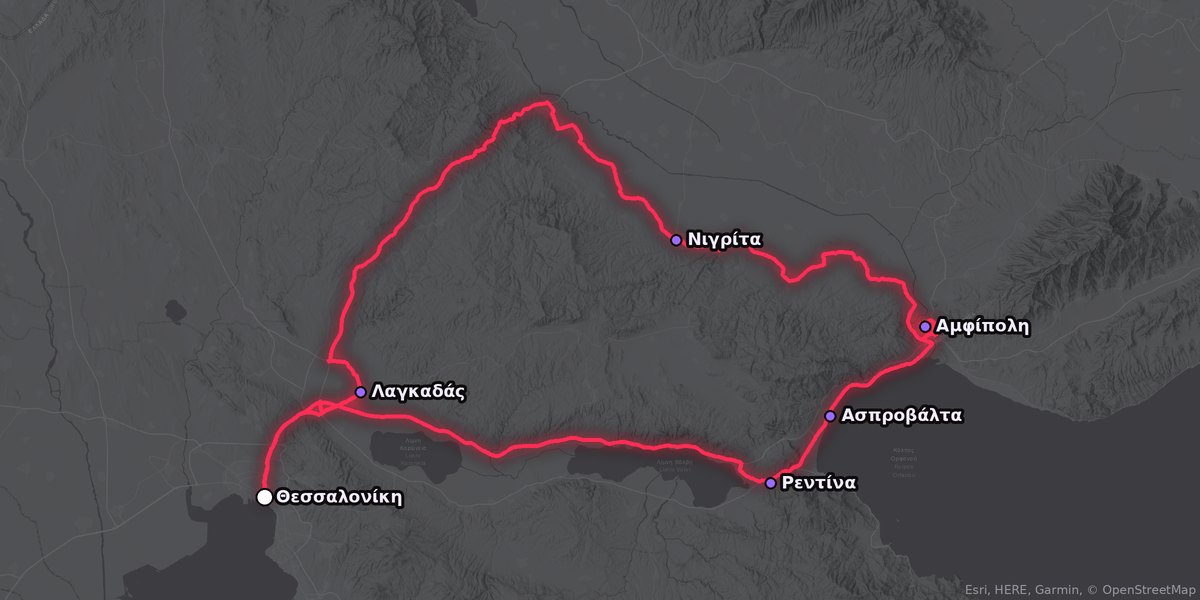 Νιγρίτα
Αμφίπολη
Λαγκαδάς
Ασπροβάλτα
Ρεντίνα
Θεσσαλονίκη
Esri, HERE, Garmin, © OpenStreetMap